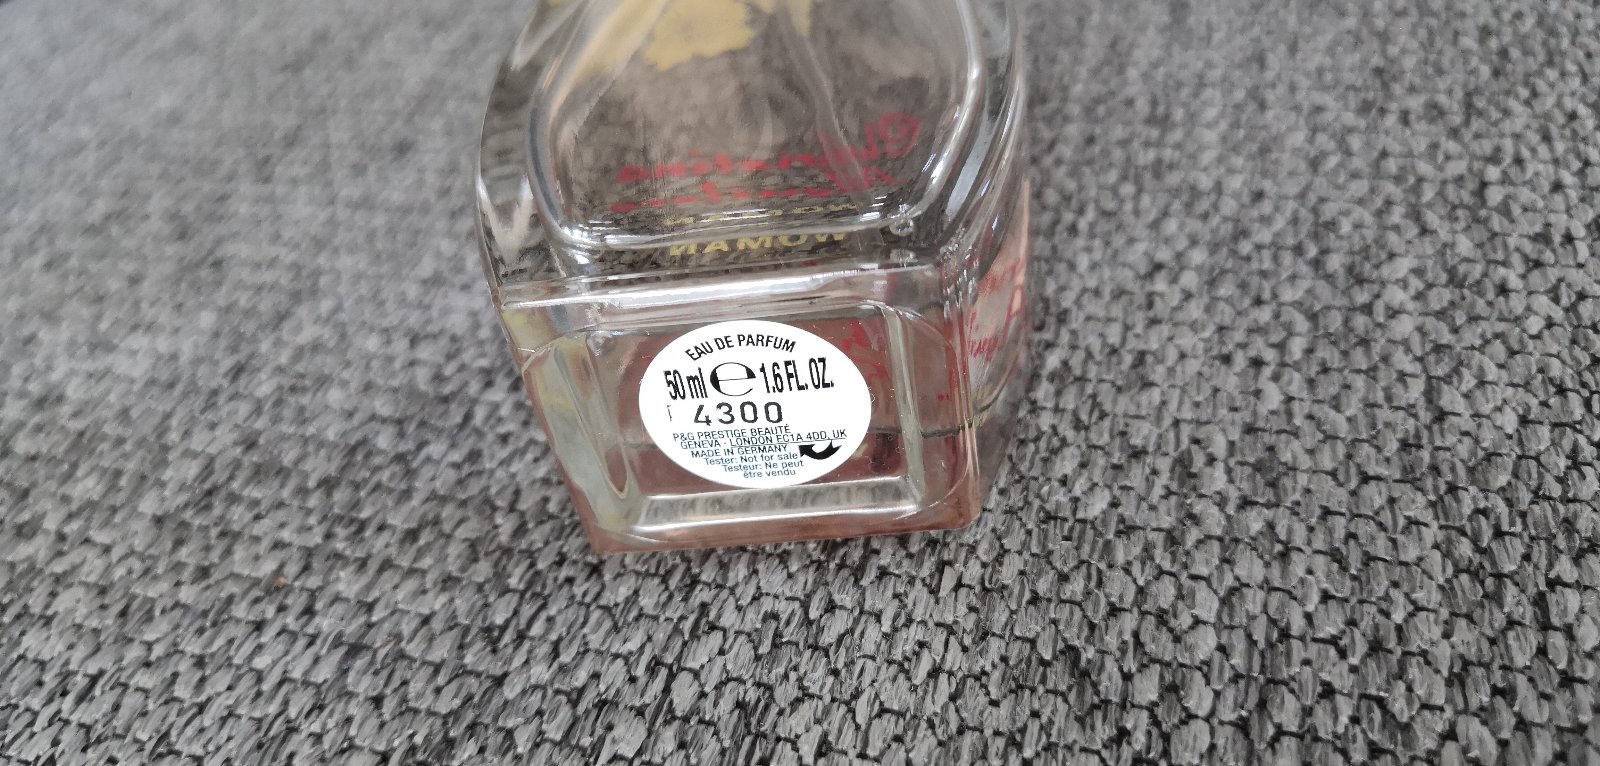 WOMAN
EAU DE PARFUM
50 ml e 1.6 FL. OZ.
4300
P&G PRESTIGE BEAUTÉ
GENEVA - LONDON EC1A 4DD, UK
MADE IN GERMANY
Tester: Not for sale
Testeur: Ne peut
être vendu